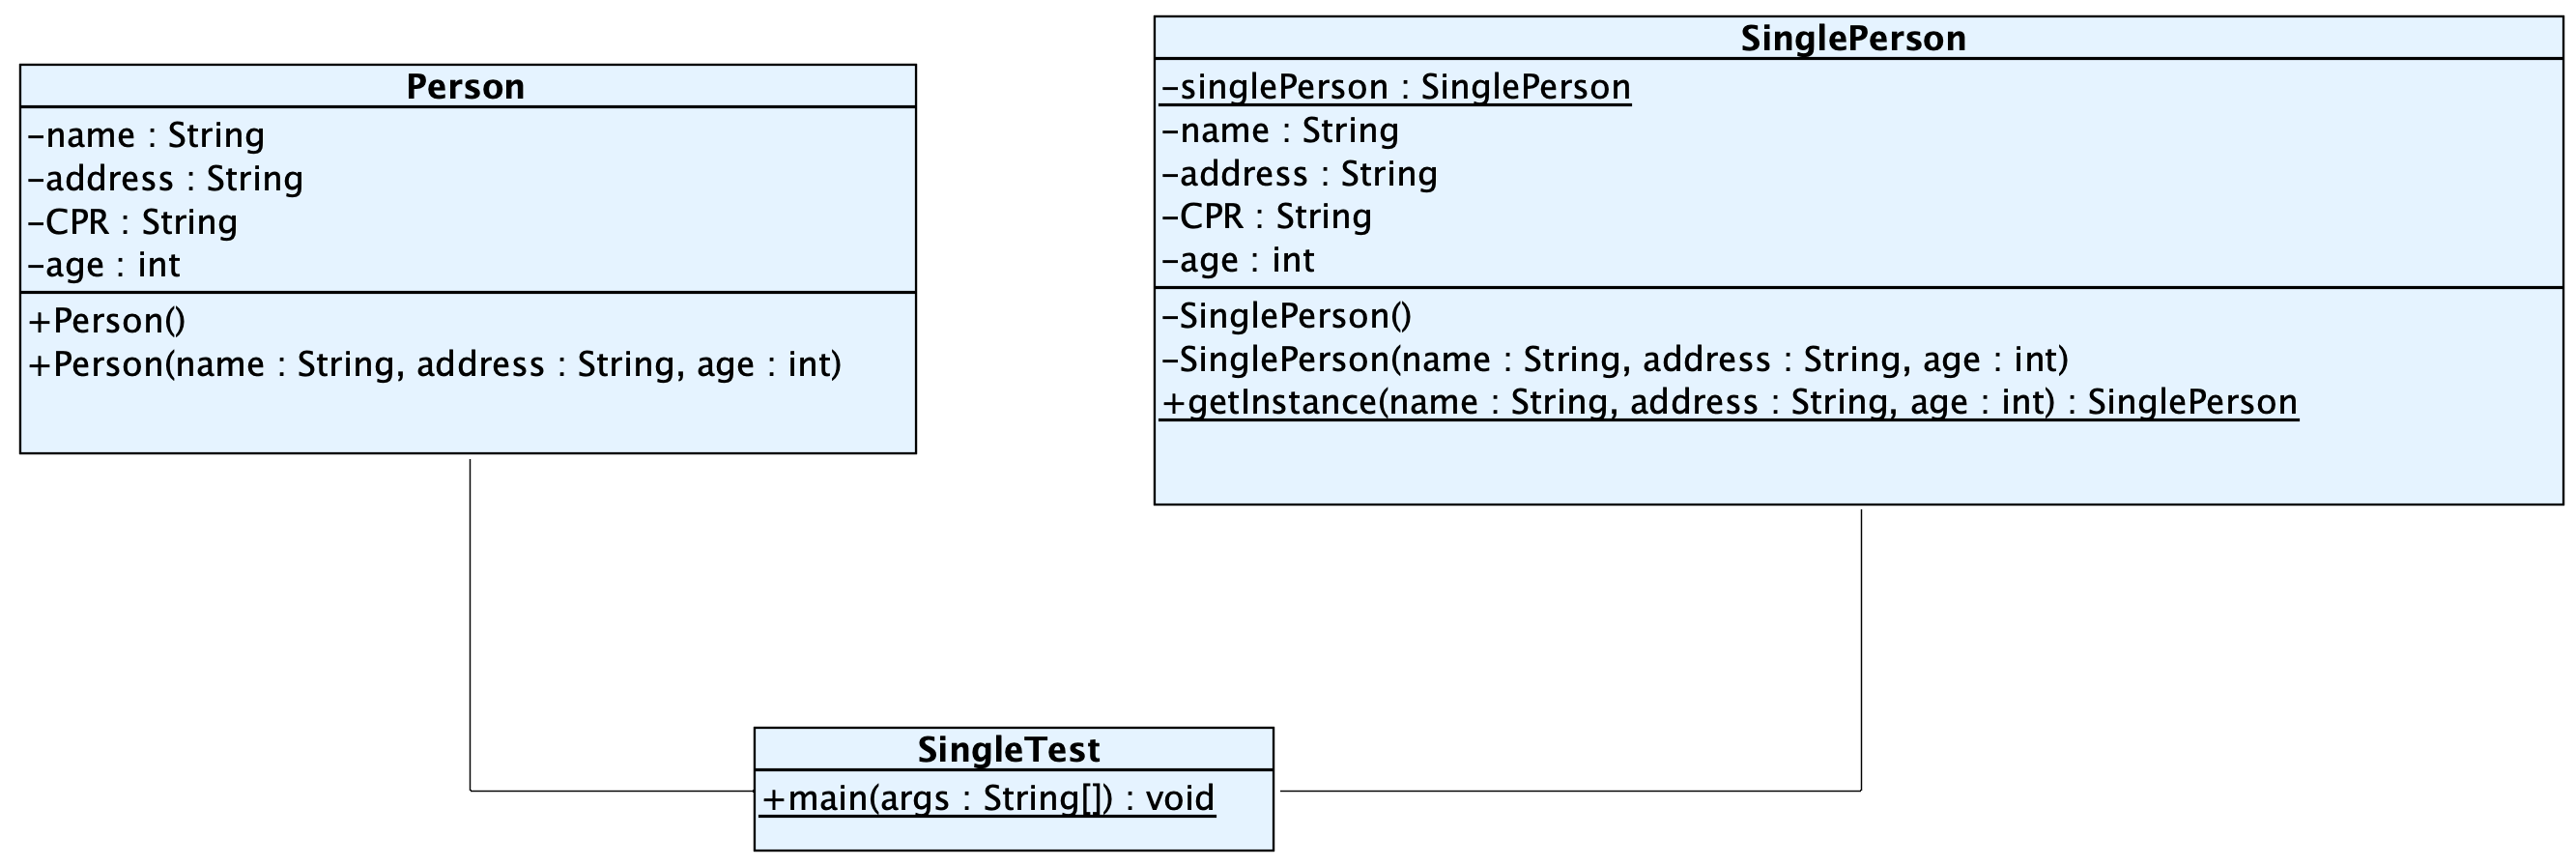 Person
-name : String
-address : String
-CPR : String
-age : int
+Person()
+Person(name : String, address : String, age : int)
SinglePerson
-singlePerson : SinglePerson
-name : String
-address : String
-CPR : String
-age : int
-SinglePerson()
-SinglePerson(name : String, address : String, age : int)
+getInstance(name : String, address : String, age : int) : SinglePerson
SingleTest
+main(args : String[]) : void